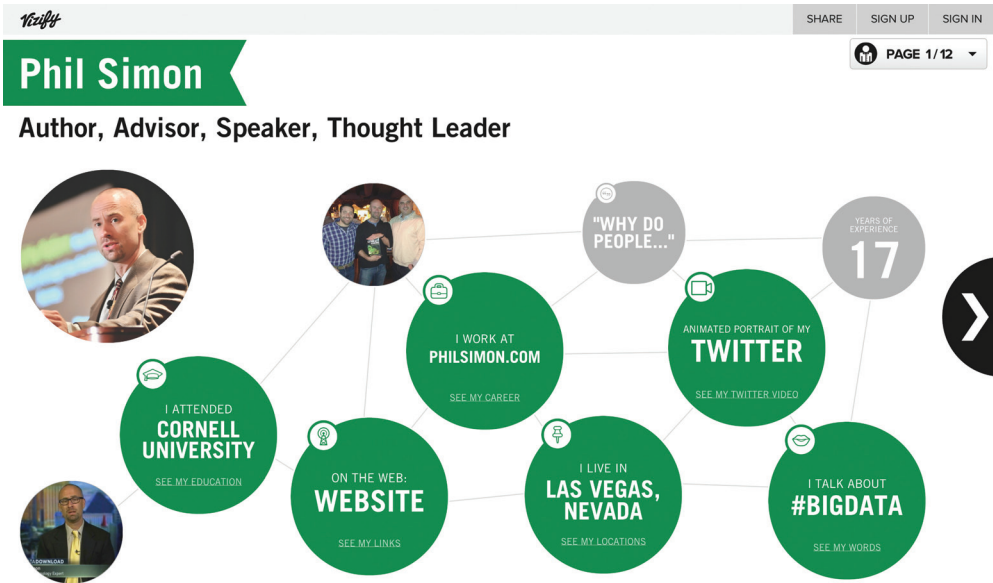 Vizify
SHARE
SIGN UP
SIGN IN
PAGE 1/12
Phil Simon
Author, Advisor, Speaker, Thought Leader
"WHY DO
PEOPLE..."
YEARS OF
EXPERIENCE
17
I WORK AT
PHILSIMON.COM
SEE MY CAREER
ANIMATED PORTRAIT OF MY
TWITTER
SEE MY TWITTER VIDEO
I ATTENDED
CORNELL
UNIVERSITY
SEE MY EDUCATION
ON THE WEB:
WEBSITE
SEE MY LINKS
I LIVE IN
LAS VEGAS,
NEVADA
SEE MY LOCATIONS
I TALK ABOUT
#BIGDATA
SEE MY WORDS